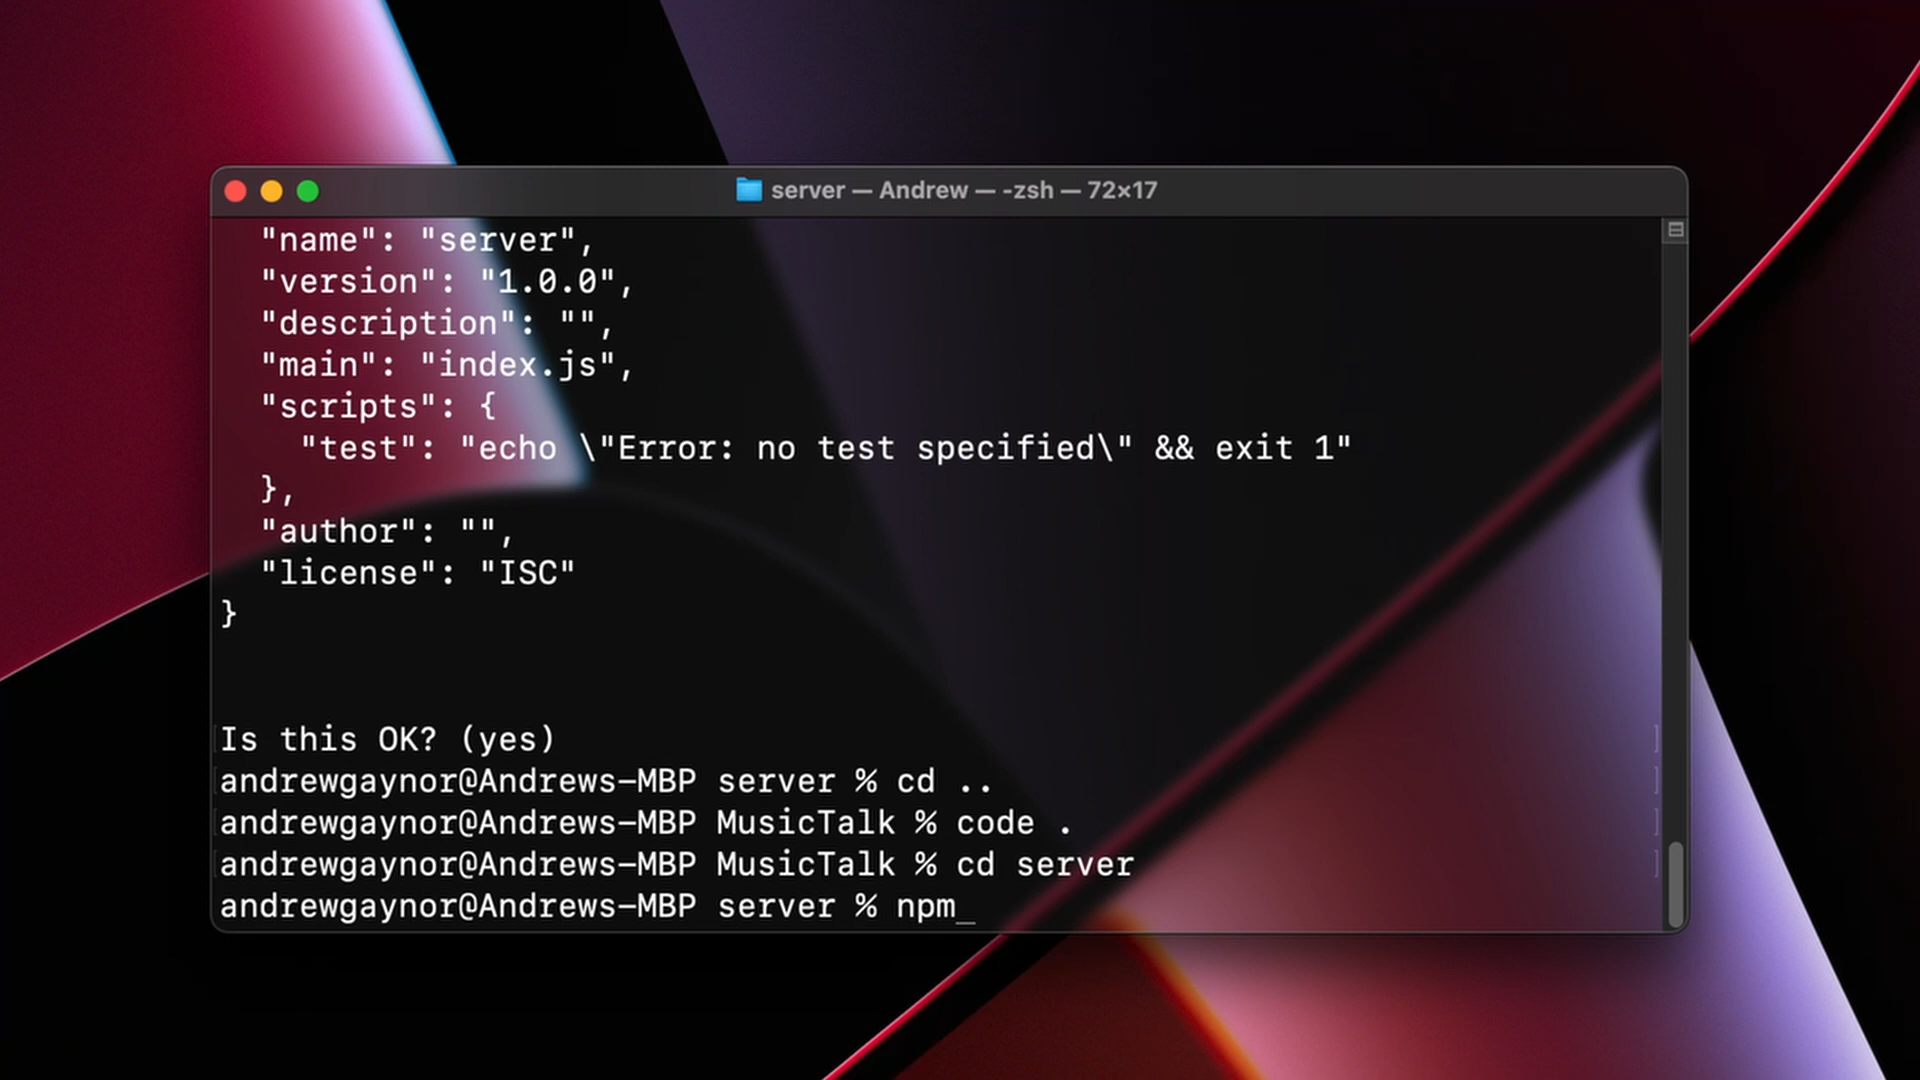 server — Andrew — -zsh — 72×17
  "name": "server",
  "version": "1.0.0",
  "description": "",
  "main": "index.js",
  "scripts": {
    "test": "echo \"Error: no test specified\" && exit 1"
  },
  "author": "",
  "license": "ISC"
}
Is this OK? (yes)
andrewgaynor@Andrews-MBP server % cd ..
andrewgaynor@Andrews-MBP MusicTalk % code .
andrewgaynor@Andrews-MBP MusicTalk % cd server
andrewgaynor@Andrews-MBP server % npm_